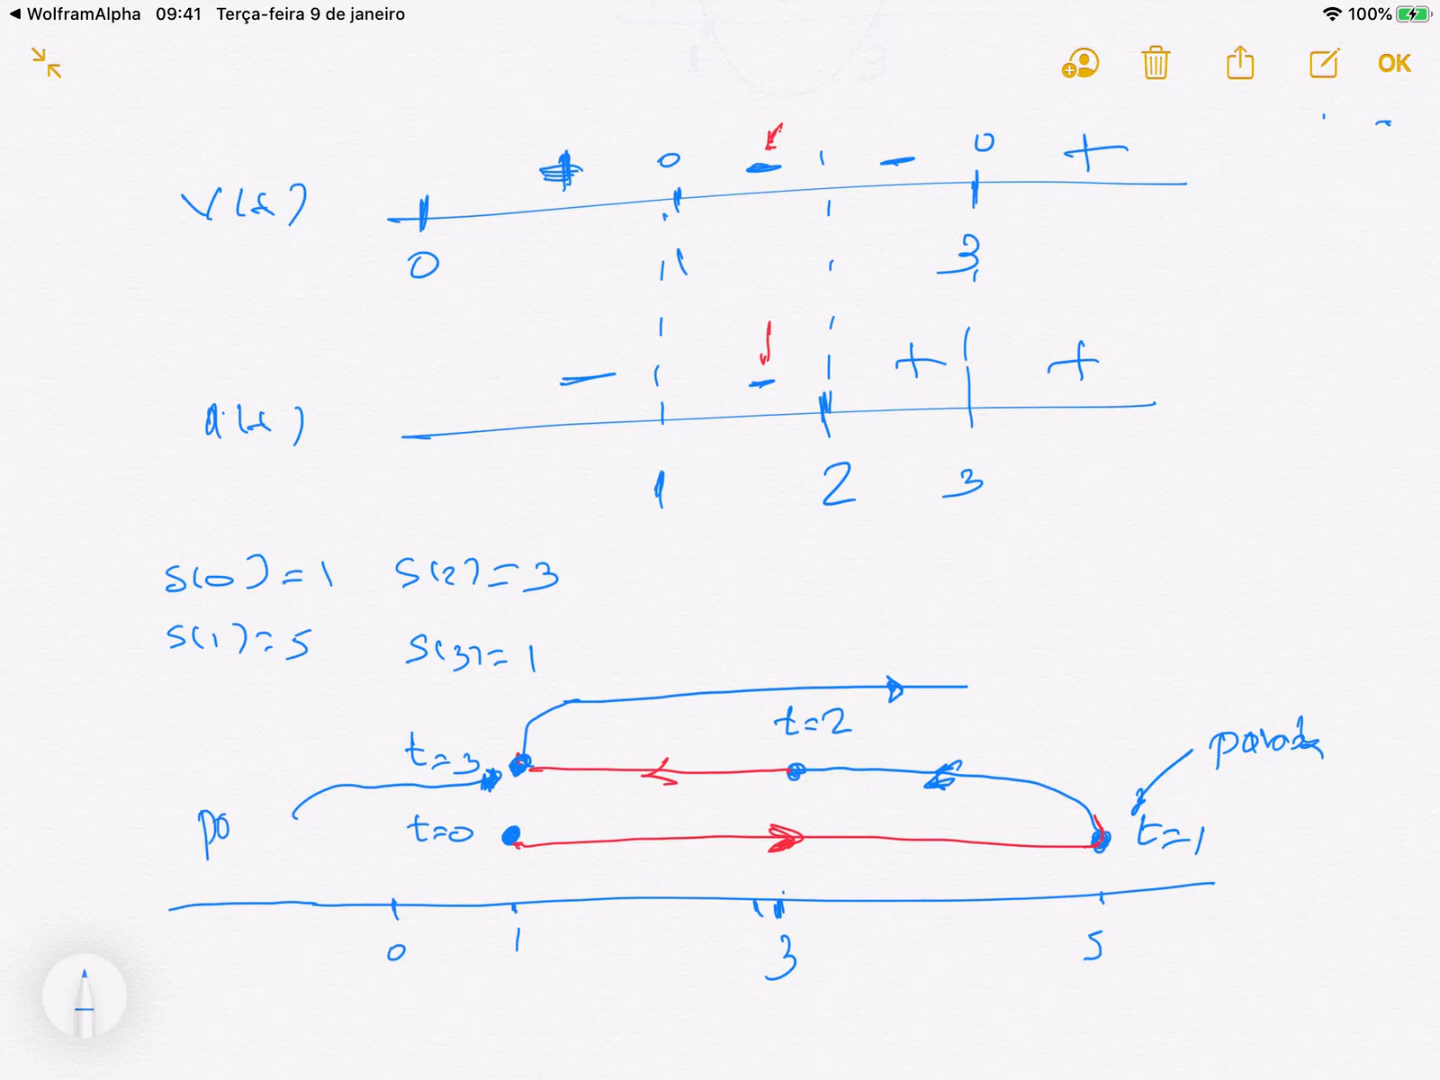 WolframAlpha 09:41 Terça-feira 9 de janeiro 100%
OK
+ 0 - - 0 +
V(t)
0 1 3
- - + +
a(t)
1 2 3
S(0)=1 S(2)=3
S(1)=5 S(3)=1
t=2
t=3
po
t=0
t=1
0 1 3 5